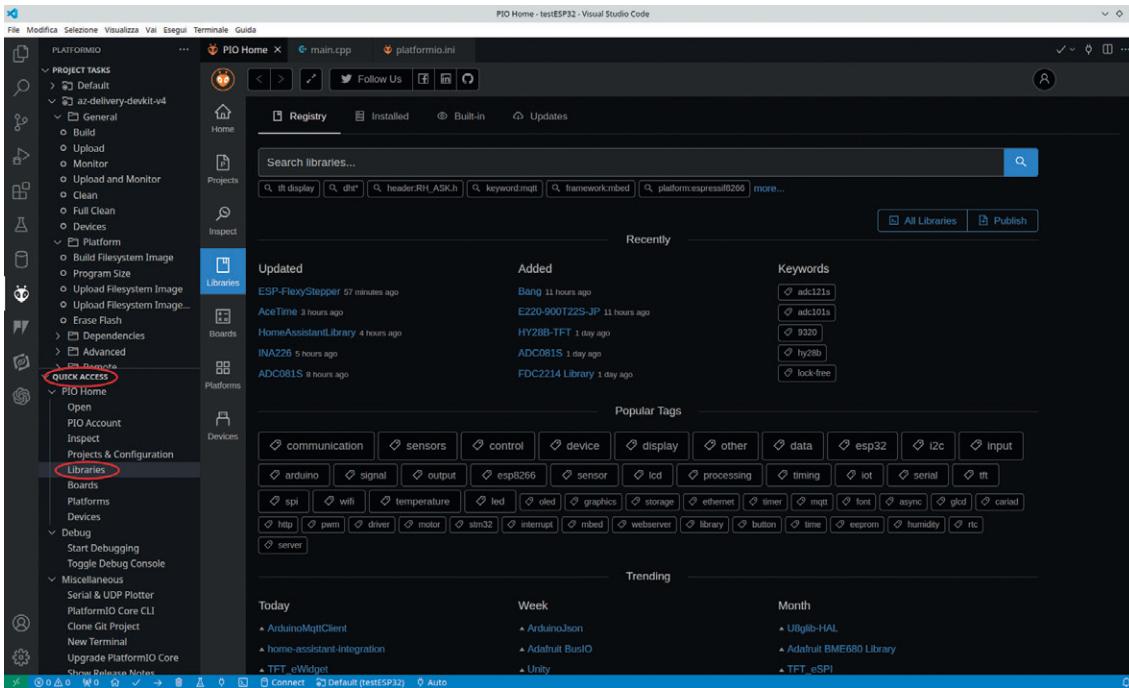 PIO Home - testESP32 - Visual Studio Code
File Modifica Selezione Visualizza Vai Esegui Terminale Guida
PLATFORMIO
PROJECT TASKS
Default
az-delivery-devkit-v4
General
Build
Upload
Monitor
Upload and Monitor
Clean
Full Clean
Devices
Platform
Build Filesystem Image
Program Size
Upload Filesystem Image
Upload Filesystem Image...
Erase Flash
Dependencies
Advanced
Remote
QUICK ACCESS
PIO Home
Open
PIO Account
Inspect
Projects & Configuration
Libraries
Boards
Platforms
Devices
Debug
Start Debugging
Toggle Debug Console
Miscellaneous
Serial & UDP Plotter
PlatformIO Core CLI
Clone Git Project
New Terminal
Upgrade PlatformIO Core
Show Release Notes
PIO Home main.cpp platformio.ini
Follow Us
Home
Projects
Inspect
Libraries
Boards
Platforms
Devices
Registry Installed Built-in Updates
Search libraries...
tft display dht* header:RH_ASK.h keyword:mqtt framework:mbed platform:espressif8266 more...
All Libraries Publish
Recently
Updated Added Keywords
ESP-FlexyStepper 57 minutes ago Bang 11 hours ago adc121s
AceTime 3 hours ago E220-900T22S-JP 11 hours ago adc101s
HomeAssistantLibrary 4 hours ago HY28B-TFT 1 day ago 9320
INA226 5 hours ago ADC081S 1 day ago hy28b
ADC081S 8 hours ago FDC2214 Library 1 day ago lock-free
Popular Tags
communication sensors control device display other data esp32 i2c input
arduino signal output esp8266 sensor lcd processing timing iot serial tft
spi wifi temperature led oled graphics storage ethernet timer mqtt font async glcd cariad
http pwm driver motor stm32 interrupt mbed webserver library button time eeprom humidity rtc
server
Trending
Today Week Month
ArduinoMqttClient ArduinoJson U8glib-HAL
home-assistant-integration Adafruit BusIO Adafruit BME680 Library
TFT_eWidget Unity TFT_eSPI
0 0 0 Connect Default (testESP32) Auto